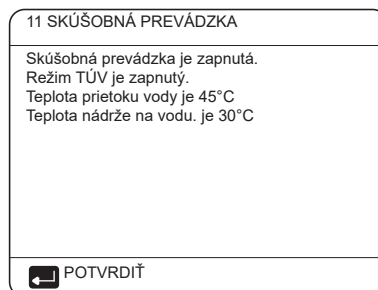 11 SKÚŠOBNÁ PREVÁDZKA
Skúšobná prevádzka je zapnutá.
Režim TÚV je zapnutý.
Teplota prietoku vody je 45°C
Teplota nádrže na vodu. je 30°C
POTVRDIŤ